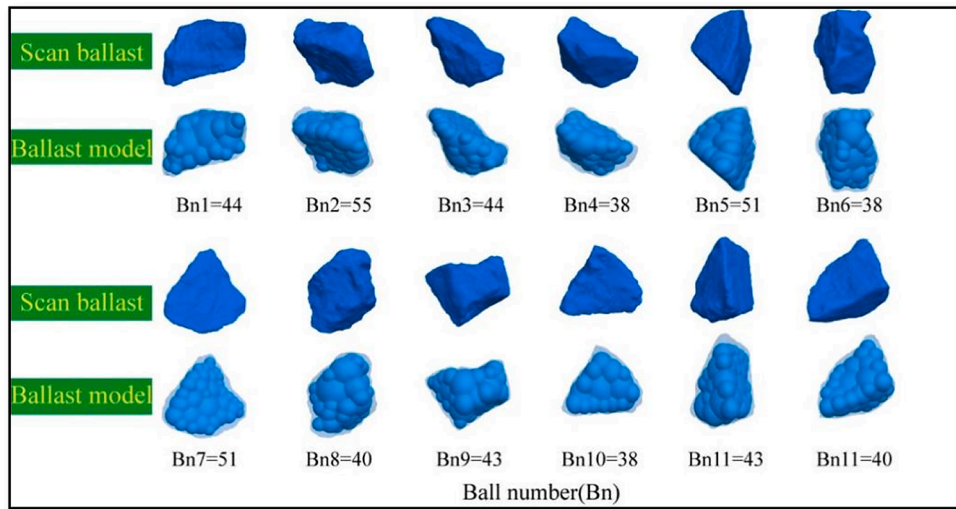 Scan ballast
Ballast model
Bn1=44 Bn2=55 Bn3=44 Bn4=38 Bn5=51 Bn6=38
Scan ballast
Ballast model
Bn7=51 Bn8=40 Bn9=43 Bn10=38 Bn11=43 Bn11=40
Ball number(Bn)